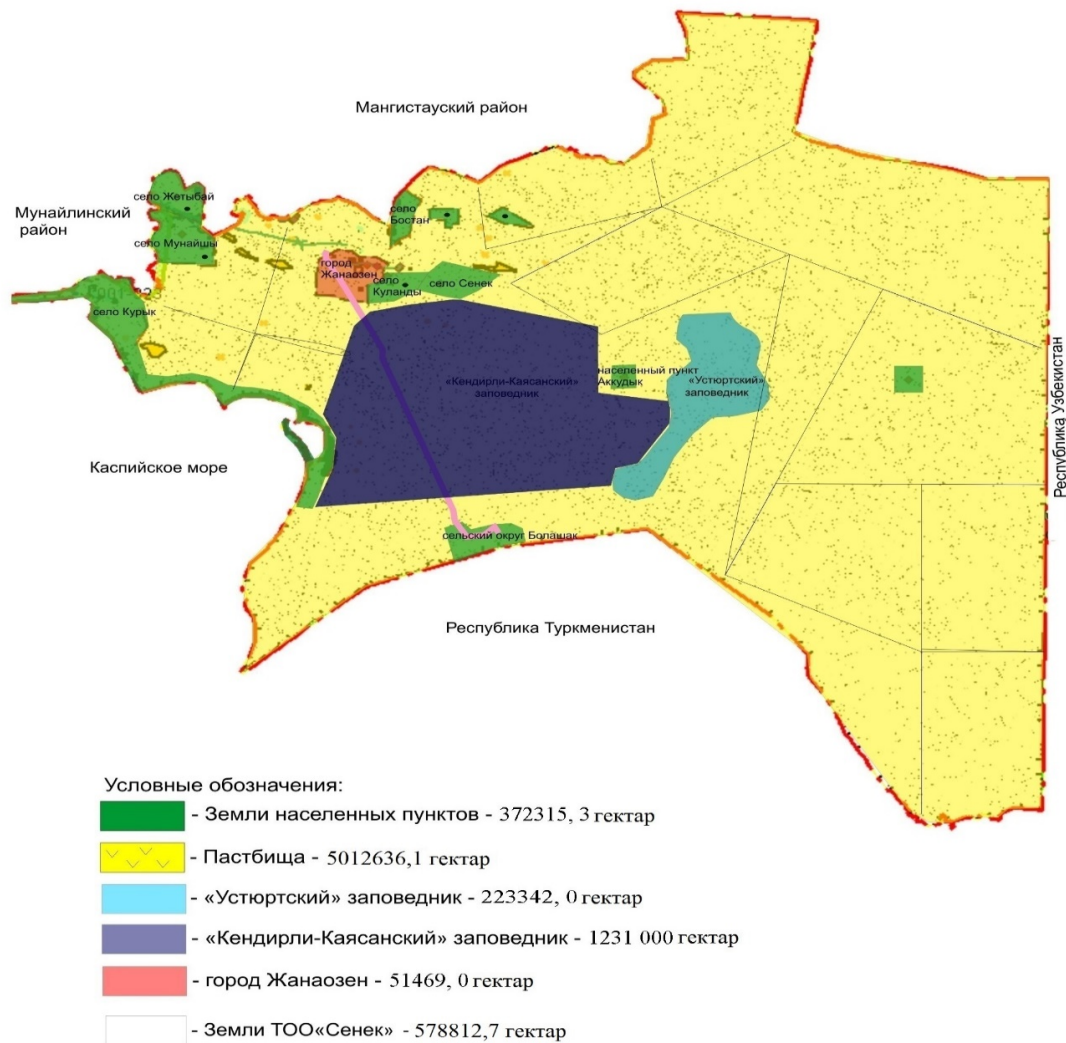 Мангистауский район
село Жетыбай
Мунайлинский
район
село Бостан
село Мунайшы
город
Жанаозен
село
Куланды
село Сенек
село Курык
«Кендирли-Каясанский»
заповедник
населенный пункт
Аккудык
«Устюртский»
заповедник
Республика Узбекистан
Каспийское море
сельский округ Болашак
Республика Туркменистан
Условные обозначения:
- Земли населенных пунктов - 372315, 3 гектар
- Пастбища - 5012636,1 гектар
- «Устюртский» заповедник - 223342, 0 гектар
- «Кендирли-Каясанский» заповедник - 1231 000 гектар
- город Жанаозен - 51469, 0 гектар
- Земли ТОО«Сенек» - 578812,7 гектар